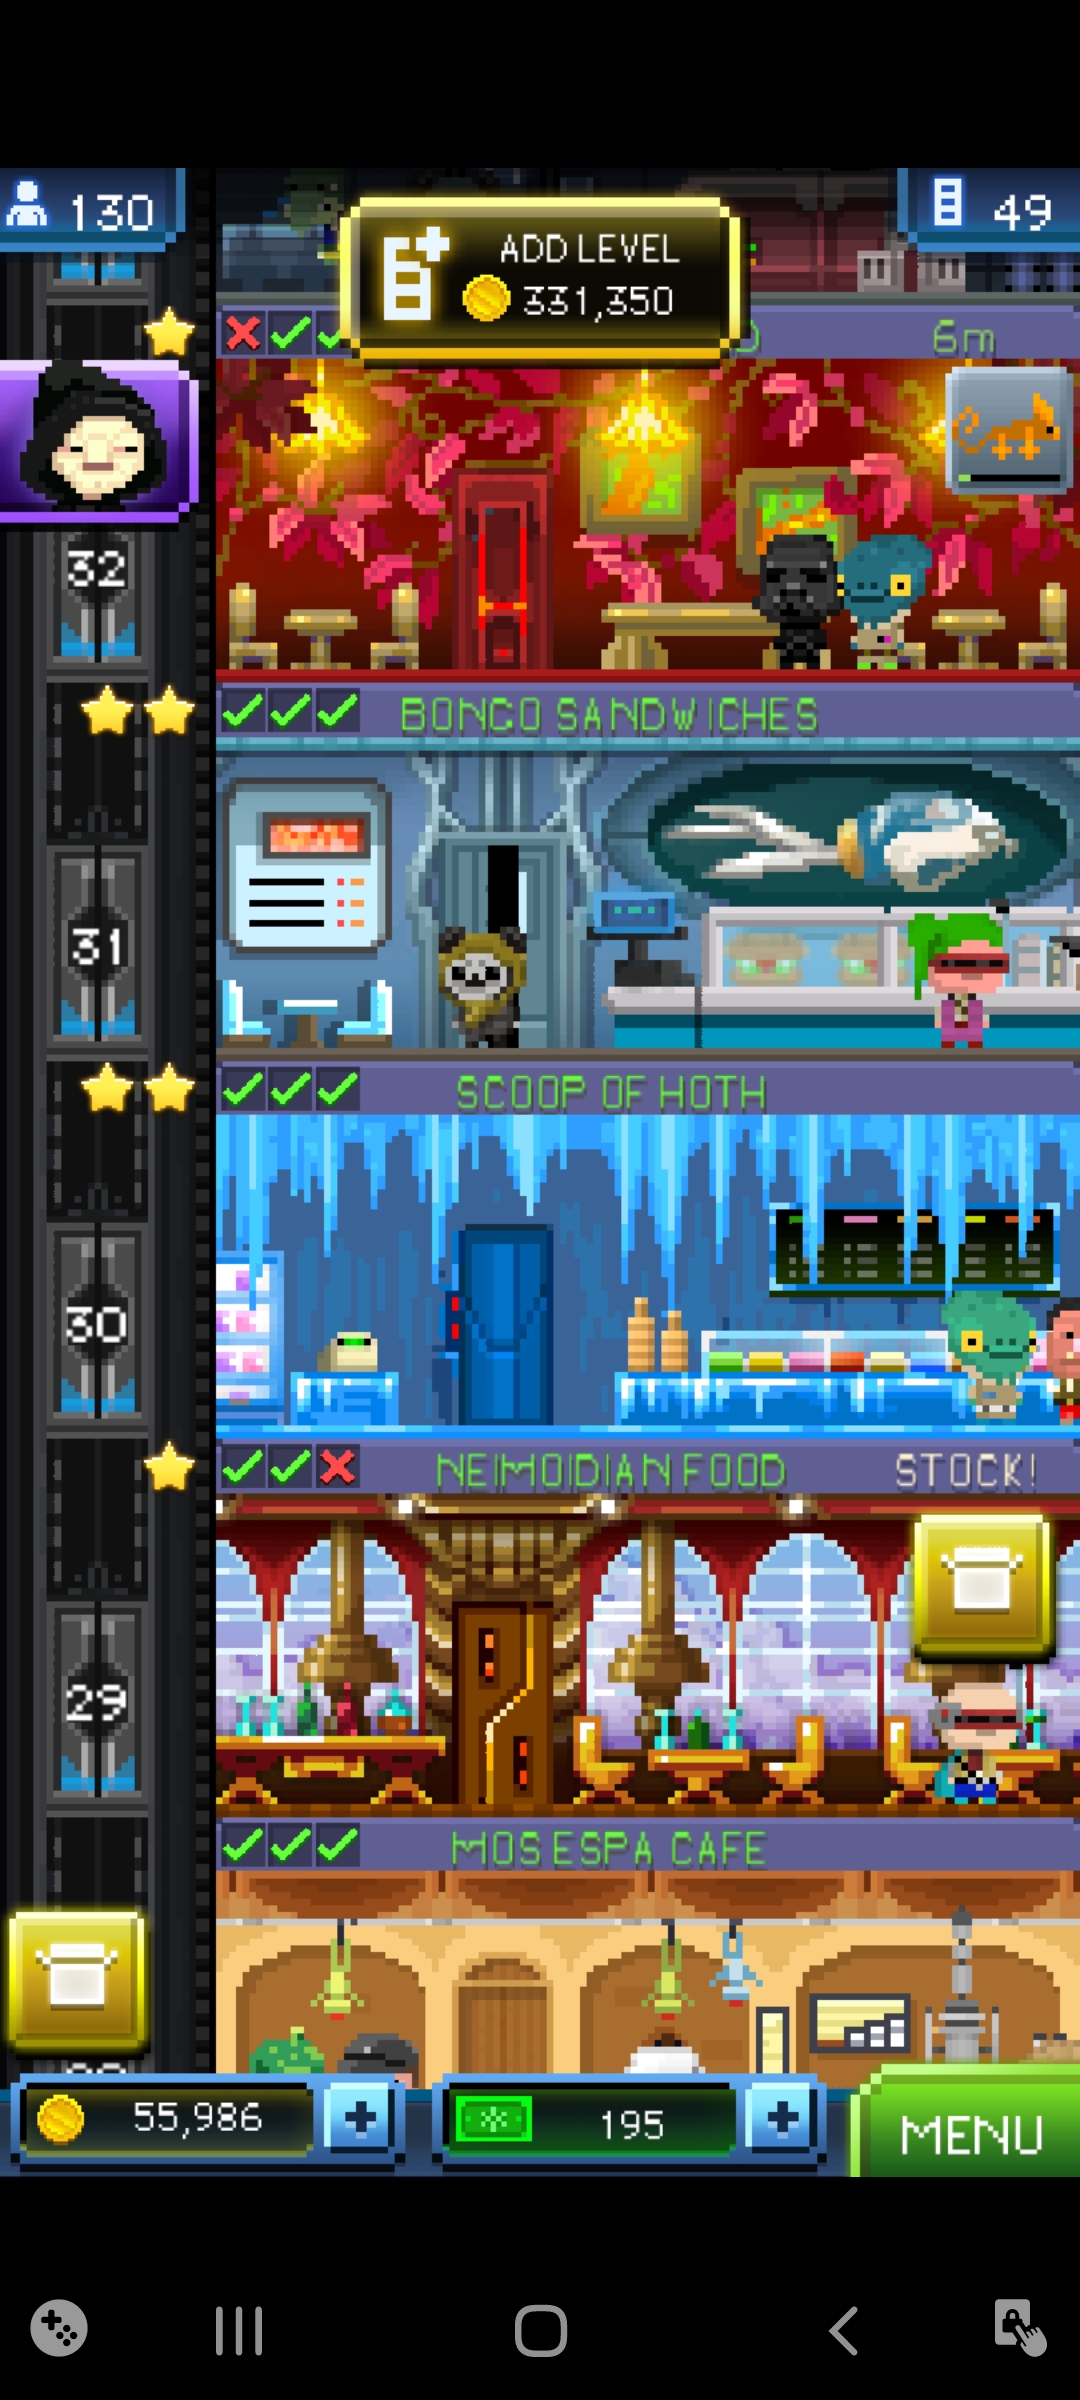 130
49
ADD LEVEL
331,350
6m
32
BONGO SANDWICHES
31
SCOOP OF HOTH
30
NEIMOIDIAN FOOD
STOCK!
29
MOS ESPA CAFE
55,986
195
MENU